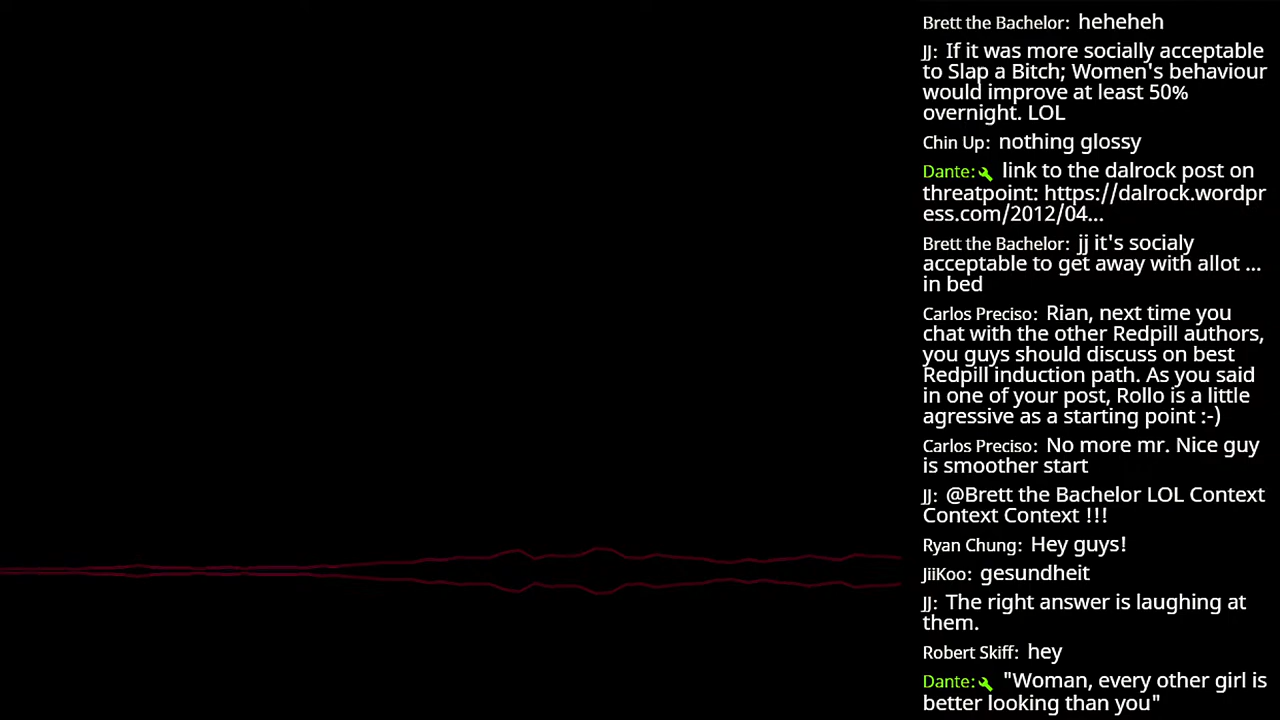 Brett the Bachelor: heheheh
JJ: If it was more socially acceptable
to Slap a Bitch; Women's behaviour
would improve at least 50%
overnight. LOL
Chin Up: nothing glossy
Dante: link to the dalrock post on
threatpoint: https://dalrock.wordpr
ess.com/2012/04...
Brett the Bachelor: jj it's socialy
acceptable to get away with allot ...
in bed
Carlos Preciso: Rian, next time you
chat with the other Redpill authors,
you guys should discuss on best
Redpill induction path. As you said
in one of your post, Rollo is a little
agressive as a starting point :-)
Carlos Preciso: No more mr. Nice guy
is smoother start
JJ: @Brett the Bachelor LOL Context
Context Context !!!
Ryan Chung: Hey guys!
JiiKoo: gesundheit
JJ: The right answer is laughing at
them.
Robert Skiff: hey
Dante: "Woman, every other girl is
better looking than you"